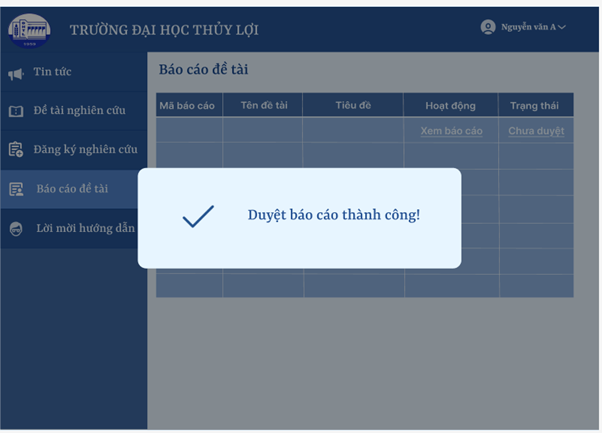 TRƯỜNG ĐẠI HỌC THỦY LỢI
Nguyễn văn A
Tin tức
Đề tài nghiên cứu
Đăng ký nghiên cứu
Báo cáo đề tài
Lời mời hướng dẫn
Báo cáo đề tài
Mã báo cáo Tên đề tài Tiêu đề Hoạt động Trạng thái
Xem báo cáo Chưa duyệt
Duyệt báo cáo thành công!